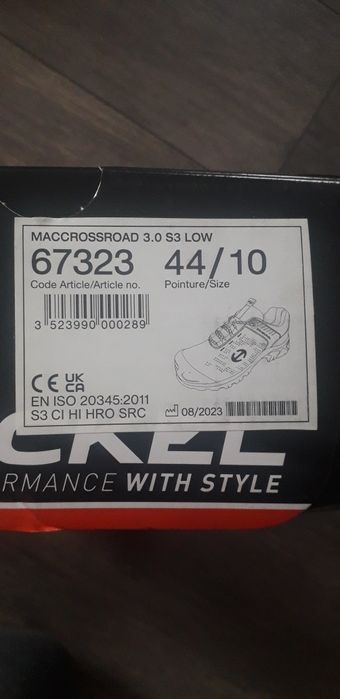 MACCROSSROAD 3.0 S3 LOW
67323 44/10
Code Article/Article no. Pointure/Size
3 523990 000289
CE UK CA
EN ISO 20345:2011
S3 CI HI HRO SRC
08/2023
CKEL
RMANCE WITH STYLE